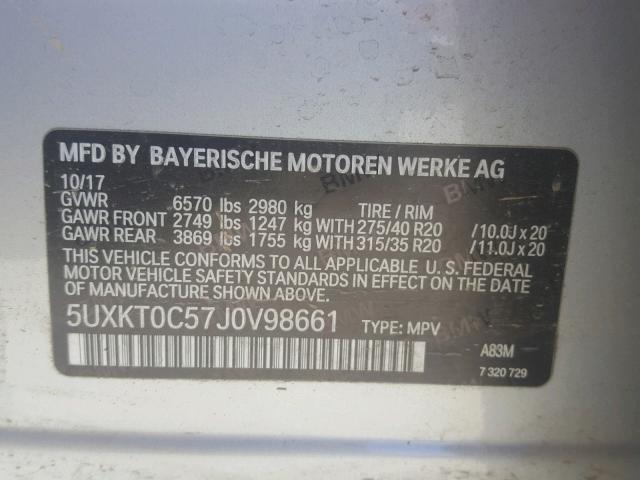 MFD BY BAYERISCHE MOTOREN WERKE AG
10/17
GVWR 6570 lbs 2980 kg TIRE / RIM
GAWR FRONT 2749 lbs 1247 kg WITH 275/40 R20 /10.0J x 20
GAWR REAR 3869 lbs 1755 kg WITH 315/35 R20 /11.0J x 20
THIS VEHICLE CONFORMS TO ALL APPLICABLE U. S. FEDERAL
MOTOR VEHICLE SAFETY STANDARDS IN EFFECT ON THE
DATE OF MANUFACTURE SHOWN ABOVE.
5UXKT0C57J0V98661 TYPE: MPV
A83M
7 320 729